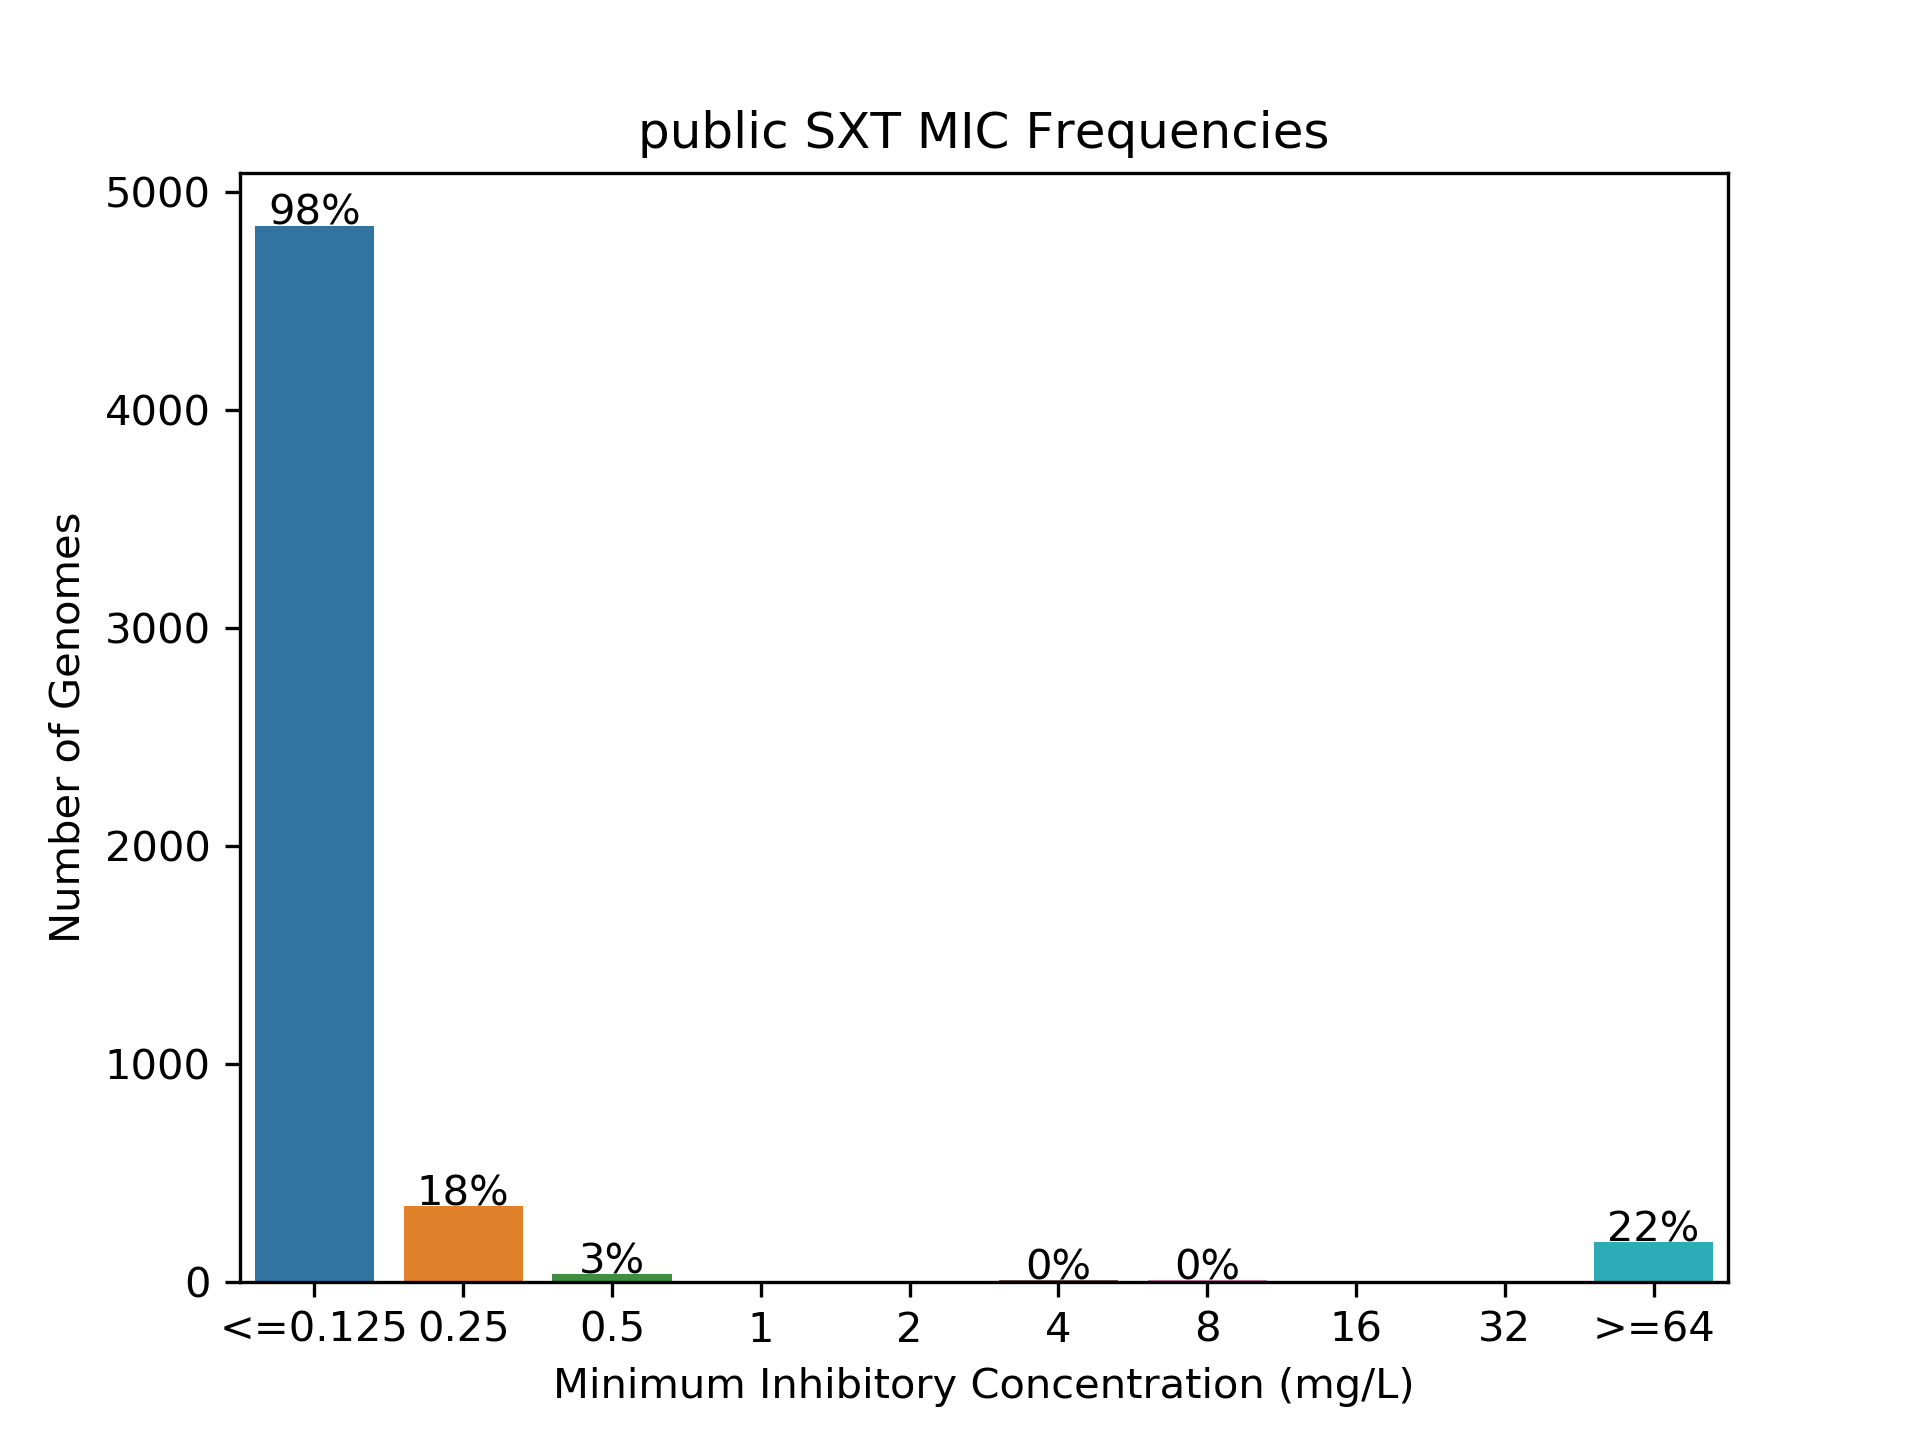 public SXT MIC Frequencies
5000
98%
4000
3000
Number of Genomes
2000
1000
18%
22%
3%
0% 0%
0
<=0.125 0.25 0.5 1 2 4 8 16 32 >=64
Minimum Inhibitory Concentration (mg/L)